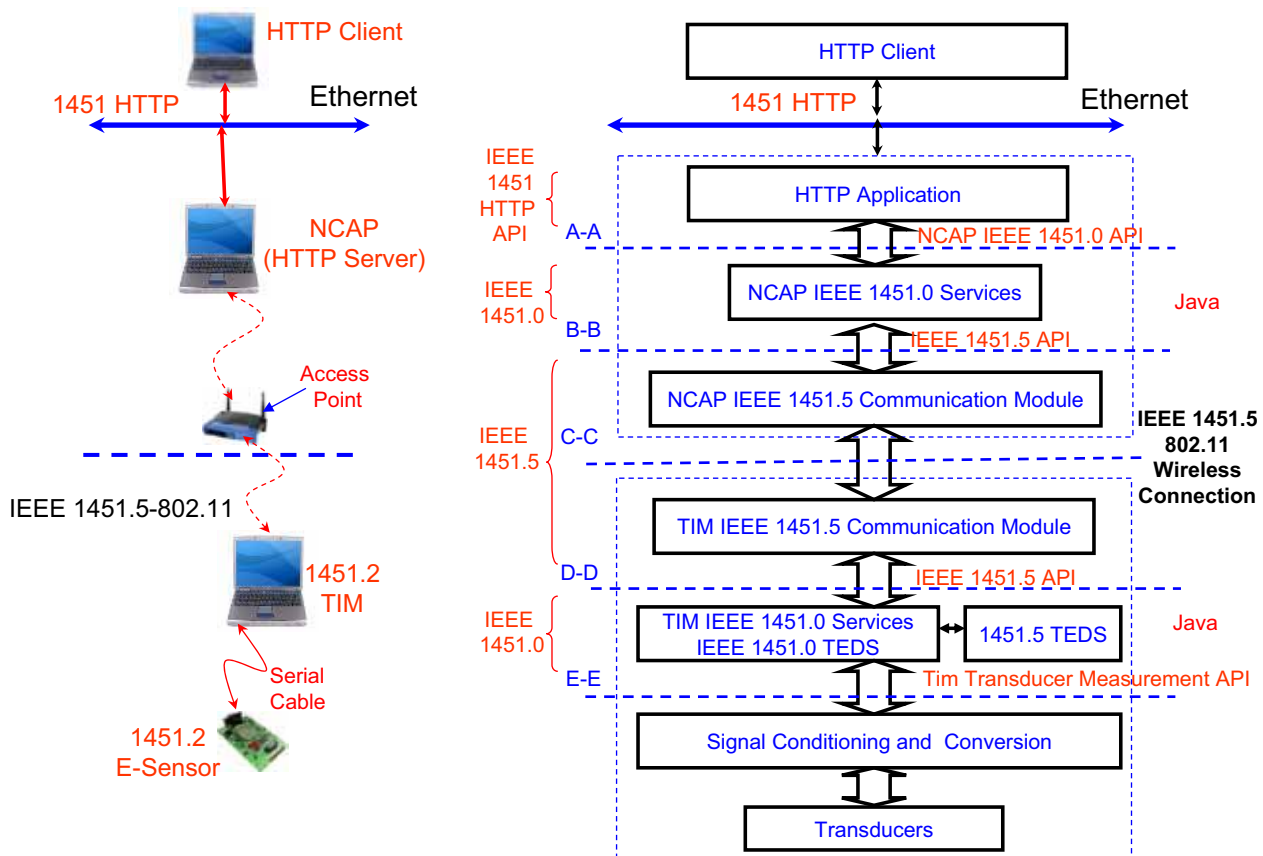 HTTP Client
1451 HTTP
Ethernet
NCAP
(HTTP Server)
Access
Point
IEEE 1451.5-802.11
1451.2
TIM
Serial
Cable
1451.2
E-Sensor
HTTP Client
1451 HTTP
Ethernet
IEEE
1451
HTTP
API
HTTP Application
A-A
NCAP IEEE 1451.0 API
IEEE
1451.0
NCAP IEEE 1451.0 Services
Java
B-B
IEEE 1451.5 API
NCAP IEEE 1451.5 Communication Module
IEEE
1451.5
C-C
IEEE 1451.5
802.11
Wireless
Connection
TIM IEEE 1451.5 Communication Module
D-D
IEEE 1451.5 API
IEEE
1451.0
TIM IEEE 1451.0 Services
IEEE 1451.0 TEDS
1451.5 TEDS
Java
E-E
Tim Transducer Measurement API
Signal Conditioning and Conversion
Transducers